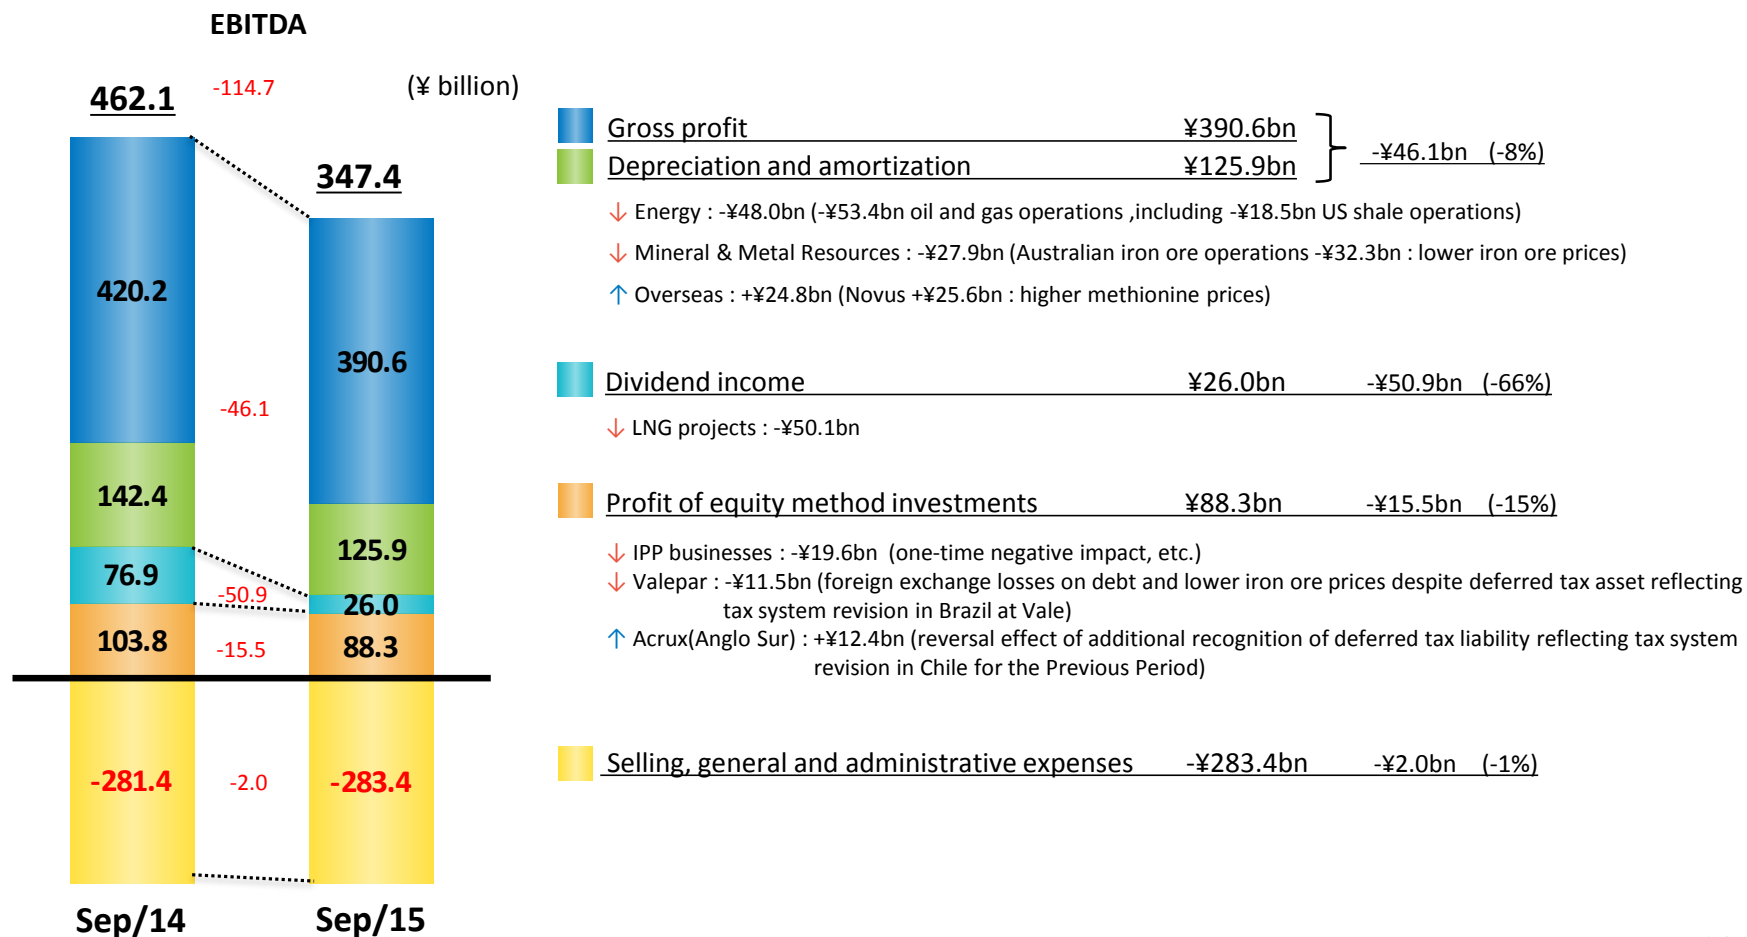 EBITDA
462.1
-114.7
(¥ billion)
347.4
420.2
390.6
-46.1
142.4
125.9
76.9
-50.9
26.0
103.8
-15.5
88.3
-281.4
-2.0
-283.4
Sep/14
Sep/15
Gross profit ¥390.6bn
Depreciation and amortization ¥125.9bn
-¥46.1bn (-8%)
↓ Energy : -¥48.0bn (-¥53.4bn oil and gas operations ,including -¥18.5bn US shale operations)
↓ Mineral & Metal Resources : -¥27.9bn (Australian iron ore operations -¥32.3bn : lower iron ore prices)
↑ Overseas : +¥24.8bn (Novus +¥25.6bn : higher methionine prices)
Dividend income ¥26.0bn -¥50.9bn (-66%)
↓ LNG projects : -¥50.1bn
Profit of equity method investments ¥88.3bn -¥15.5bn (-15%)
↓ IPP businesses : -¥19.6bn (one-time negative impact, etc.)
↓ Valepar : -¥11.5bn (foreign exchange losses on debt and lower iron ore prices despite deferred tax asset reflecting
tax system revision in Brazil at Vale)
↑ Acrux(Anglo Sur) : +¥12.4bn (reversal effect of additional recognition of deferred tax liability reflecting tax system
revision in Chile for the Previous Period)
Selling, general and administrative expenses -¥283.4bn -¥2.0bn (-1%)